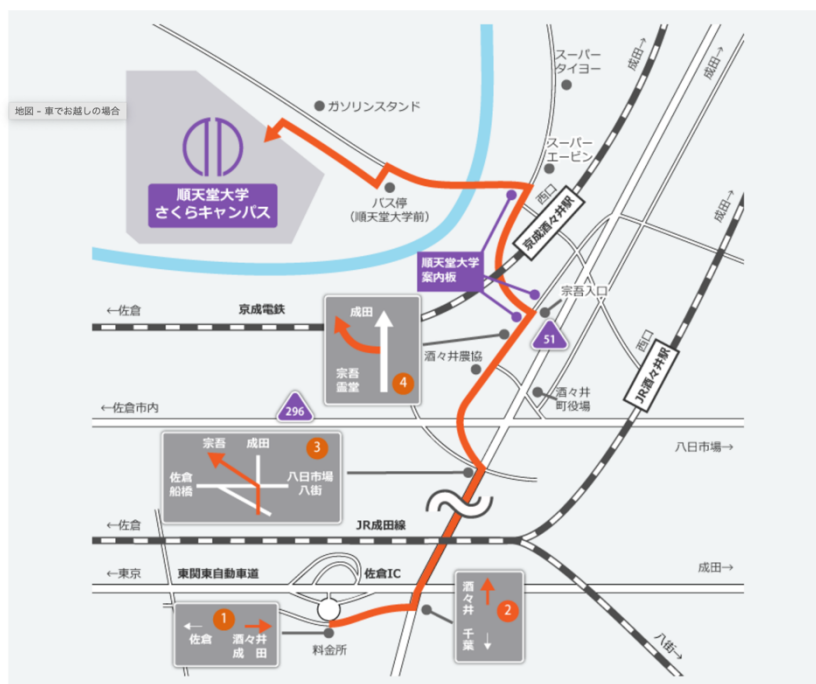 スーパー
タイヨー
成田→
成田→
ガソリンスタンド
地図 – 車でお越しの場合
スーパー
エービン
順天堂大学
さくらキャンパス
バス停
(順天堂大学前)
西口
京成酒々井駅
成田→
順天堂大学
案内板
宗吾入口
←佐倉
京成電鉄
成田
宗吾
霊堂
4
51
酒々井農協
西口
JR酒々井駅
酒々井
町役場
←佐倉市内
296
宗吾
成田
3
佐倉
船橋
八日市場
八街
八日市場→
←佐倉
JR成田線
←東京
東関東自動車道
佐倉IC
成田→
1
←
佐倉
→
酒々井
成田
料金所
酒々井
↑
2
千葉
↓
八街→